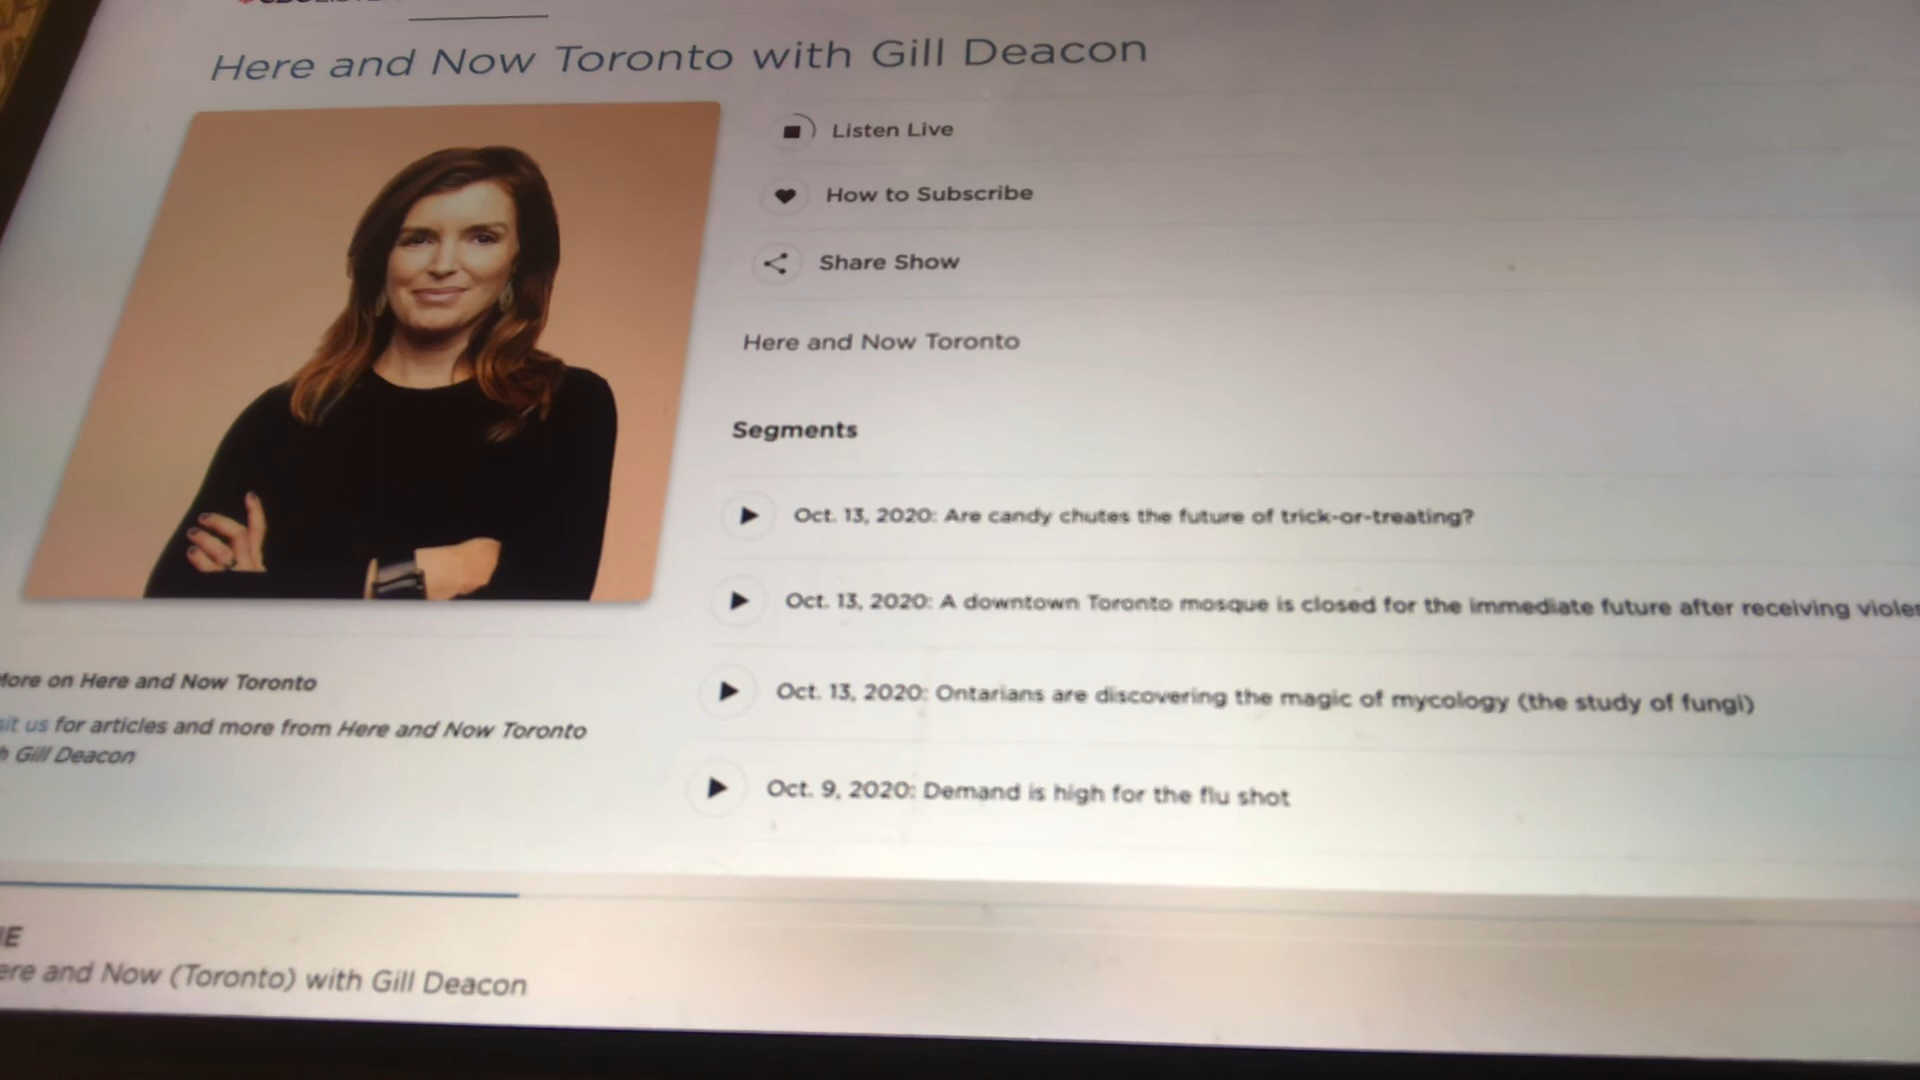 Here and Now Toronto with Gill Deacon
Listen Live
How to Subscribe
Share Show
Here and Now Toronto
Segments
Oct. 13, 2020: Are candy chutes the future of trick-or-treating?
Oct. 13, 2020: A downtown Toronto mosque is closed for the immediate future after receiving
Oct. 13, 2020: Ontarians are discovering the magic of mycology (the study of fungi)
Oct. 9, 2020: Demand is high for the flu shot
on Here and Now Toronto
us for articles and more from Here and Now Toronto
Gill Deacon
and Now (Toronto) with Gill Deacon